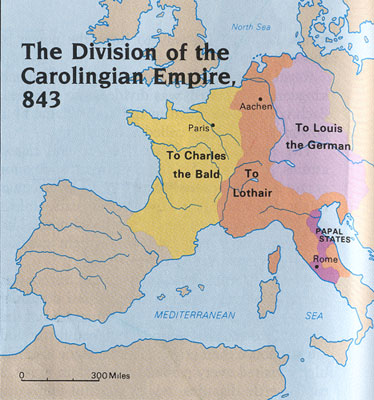 North Sea
The Division of the
Carolingian Empire,
843
Aachen
Paris
To Louis
the German
To Charles
the Bald
To
Lothair
PAPAL
STATES
Rome
MEDITERRANEAN SEA
0 300 Miles